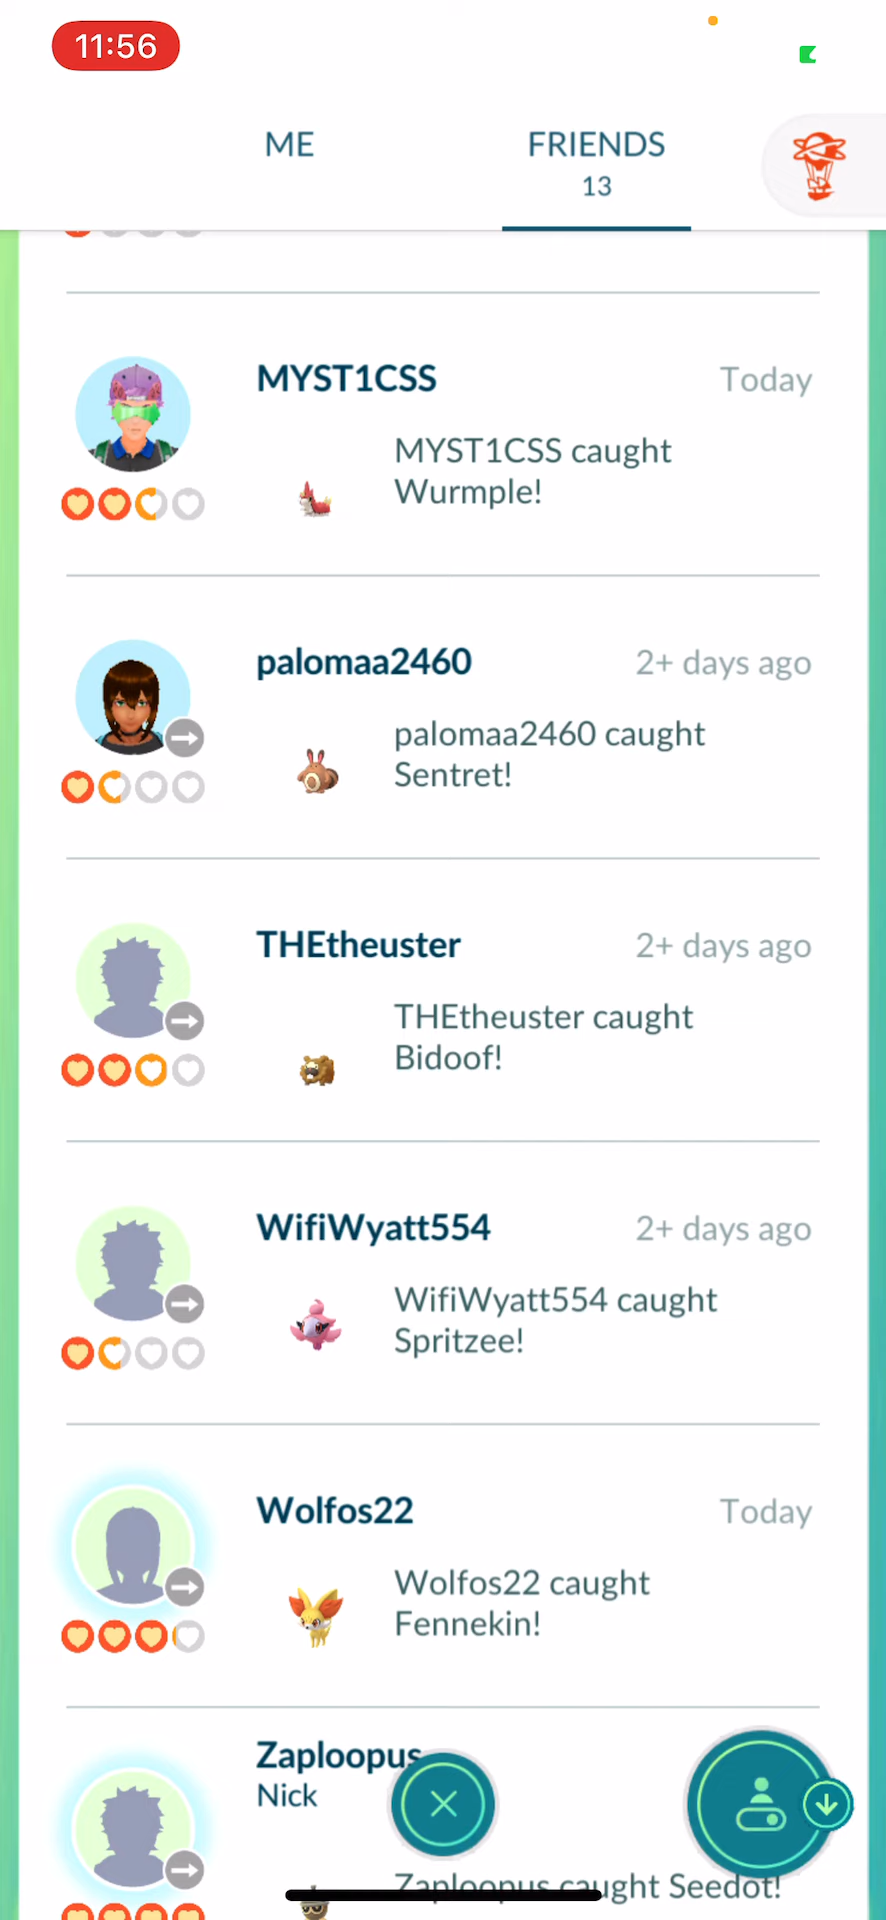 11:56
ME
FRIENDS
13
MYST1CSS
Today
MYST1CSS caught
Wurmple!
palomaa2460
2+ days ago
palomaa2460 caught
Sentret!
THEtheuster
2+ days ago
THEtheuster caught
Bidoof!
WifiWyatt554
2+ days ago
WifiWyatt554 caught
Spritzee!
Wolfos22
Today
Wolfos22 caught
Fennekin!
Zaploopus
Nick
Zaploopus caught Seedot!